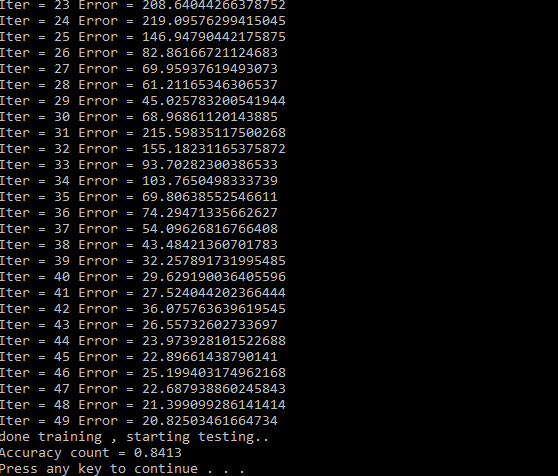 Iter = 23 Error = 208.64044266378752
Iter = 24 Error = 219.09576299415045
Iter = 25 Error = 146.94790442175875
Iter = 26 Error = 82.86166721124683
Iter = 27 Error = 69.95937619493073
Iter = 28 Error = 61.21165346306537
Iter = 29 Error = 45.025783200541944
Iter = 30 Error = 68.96861120143885
Iter = 31 Error = 215.59835117500268
Iter = 32 Error = 155.18231165375872
Iter = 33 Error = 93.70282300386533
Iter = 34 Error = 103.7650498333739
Iter = 35 Error = 69.80638552546611
Iter = 36 Error = 74.29471335662627
Iter = 37 Error = 54.09626816766408
Iter = 38 Error = 43.48421360701783
Iter = 39 Error = 32.257891731995485
Iter = 40 Error = 29.629190036405596
Iter = 41 Error = 27.524044202366444
Iter = 42 Error = 36.075763639619545
Iter = 43 Error = 26.55732602733697
Iter = 44 Error = 23.973928101522688
Iter = 45 Error = 22.89661438790141
Iter = 46 Error = 25.199403174962168
Iter = 47 Error = 22.687938860245843
Iter = 48 Error = 21.399099286141414
Iter = 49 Error = 20.82503461664734
done training , starting testing..
Accuracy count = 0.8413
Press any key to continue . . .